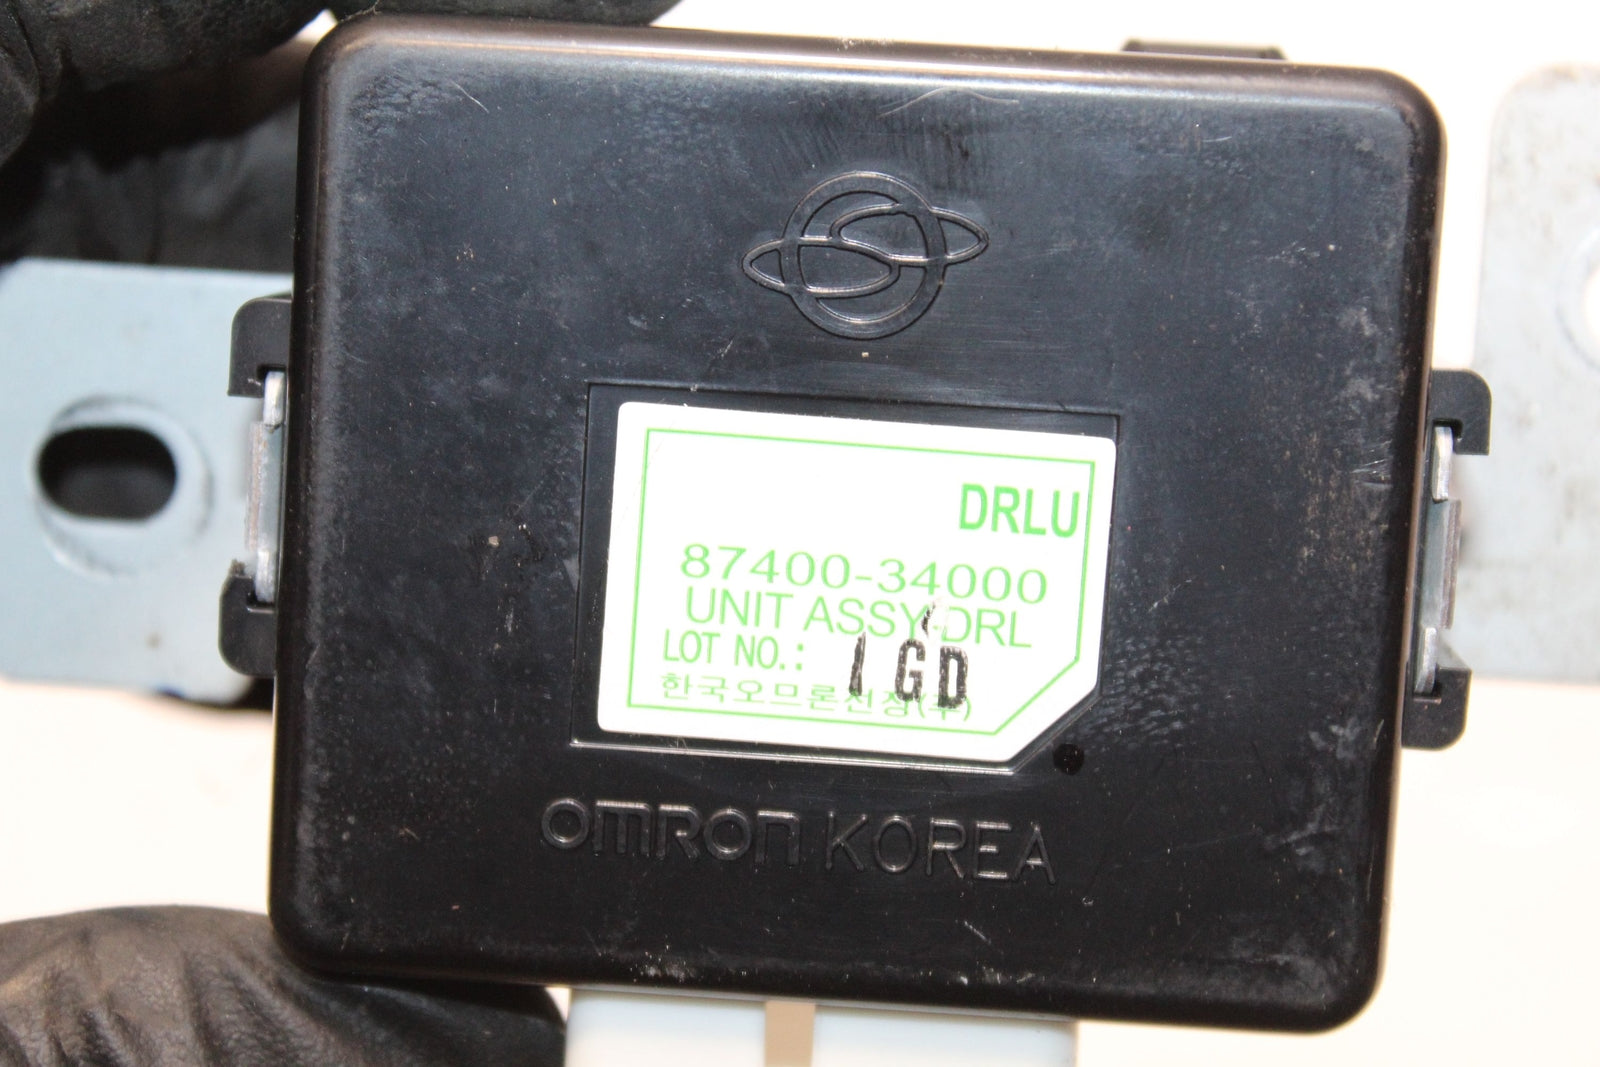 DRLU
87400-34000
UNIT ASSY-DRL
LOT NO.: 1GD
한국오므론전장(주)
OMRON KOREA